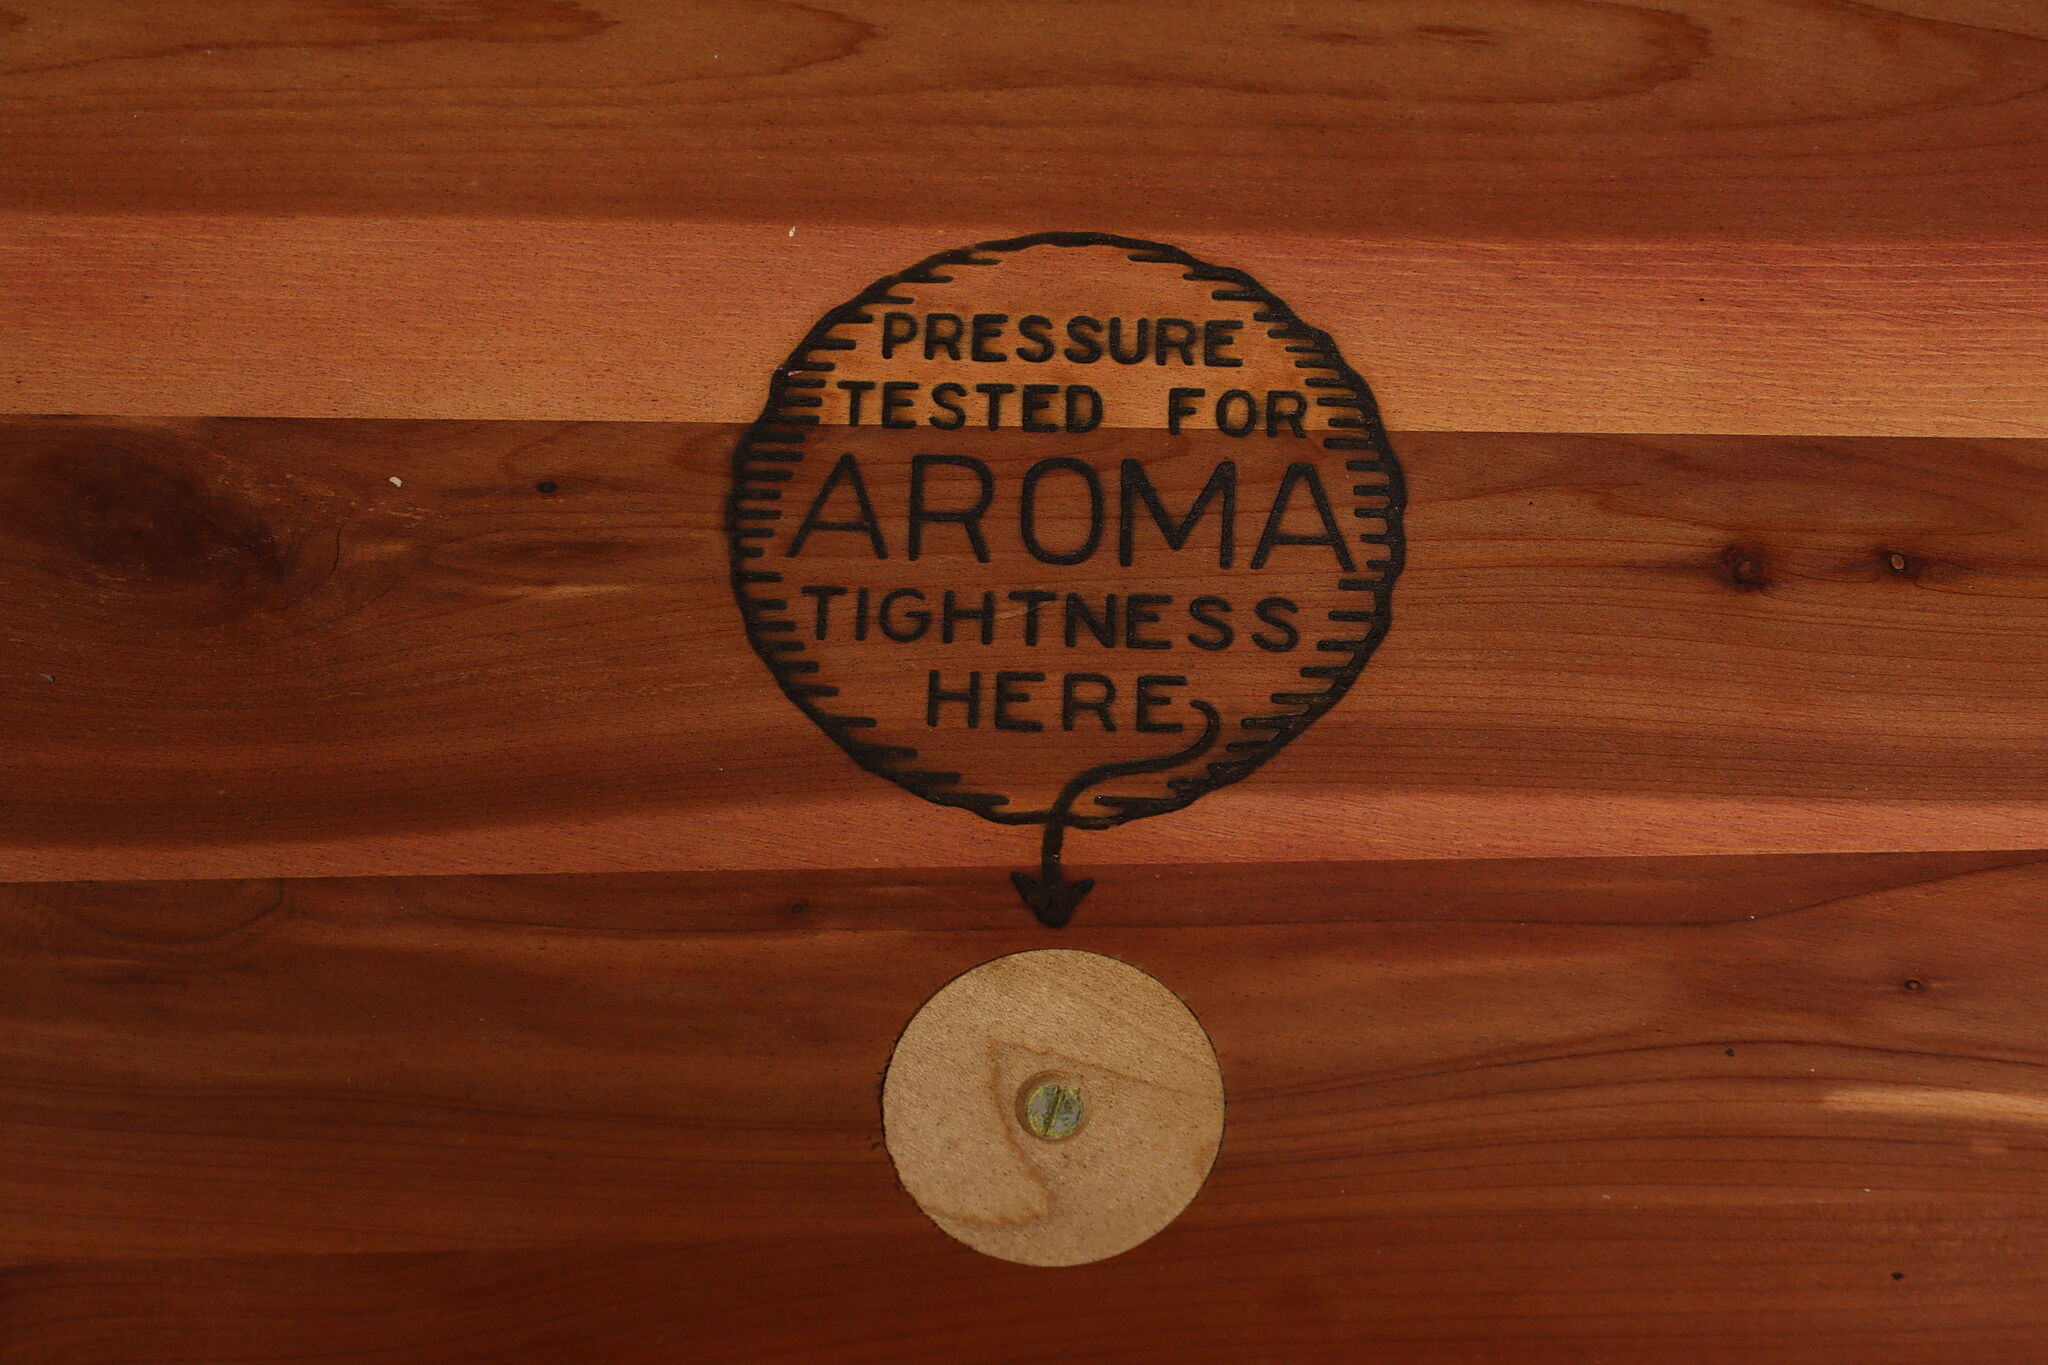 PRESSURE
TESTED FOR
AROMA
TIGHTNESS
HERE